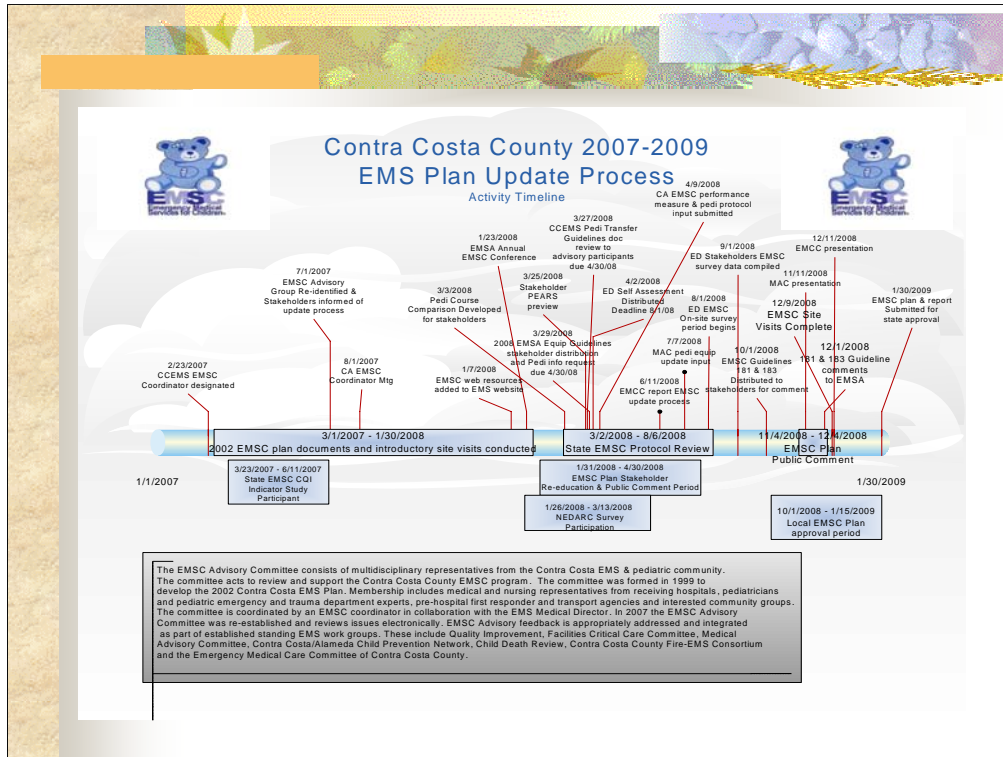 EMSC
Emergency Medical
Services for Children
Contra Costa County 2007-2009
EMS Plan Update Process
Activity Timeline
EMSC
Emergency Medical
Services for Children
4/9/2008
CA EMSC performance
measure & pedi protocol
input submitted
3/27/2008
CCEMS Pedi Transfer
Guidelines doc
review to
advisory participants
due 4/30/08
1/23/2008
EMSA Annual
EMSC Conference
9/1/2008
ED Stakeholders EMSC
survey data compiled
12/11/2008
EMCC presentation
7/1/2007
EMSC Advisory
Group Re-identified &
Stakeholders informed of
update process
3/3/2008
Pedi Course
Comparison Developed
for stakeholders
3/25/2008
Stakeholder
PEARS
preview
4/2/2008
ED Self Assessment
Distributed
Deadline 8/1/08
8/1/2008
ED EMSC
On-site survey
period begins
11/11/2008
MAC presentation
12/9/2008
EMSC Site
Visits Complete
1/30/2009
EMSC plan & report
Submitted for
state approval
3/29/2008
2008 EMSA Equip Guidelines
stakeholder distribution
and Pedi info request
due 4/30/08
7/7/2008
MAC pedi equip
update input
10/1/2008
EMSC Guidelines
181 & 183
Distributed to
stakeholders for comment
12/1/2008
181 & 183 Guideline
comments
to EMSA
2/23/2007
CCEMS EMSC
Coordinator designated
8/1/2007
CA EMSC
Coordinator Mtg
1/7/2008
EMSC web resources
added to EMS website
6/11/2008
EMCC report EMSC
update process
3/1/2007 - 1/30/2008
2002 EMSC plan documents and introductory site visits conducted
3/2/2008 - 8/6/2008
State EMSC Protocol Review
11/4/2008 - 12/4/2008
EMSC Plan
Public Comment
1/1/2007
3/23/2007 - 6/11/2007
State EMSC CQI
Indicator Study
Participant
1/31/2008 - 4/30/2008
EMSC Plan Stakeholder
Re-education & Public Comment Period
1/26/2008 - 3/13/2008
NEDARC Survey
Participation
1/30/2009
10/1/2008 - 1/15/2009
Local EMSC Plan
approval period
The EMSC Advisory Committee consists of multidisciplinary representatives from the Contra Costa EMS & pediatric community.
The committee acts to review and support the Contra Costa County EMSC program. The committee was formed in 1999 to
develop the 2002 Contra Costa EMS Plan. Membership includes medical and nursing representatives from receiving hospitals, pediatricians
and pediatric emergency and trauma department experts, pre-hospital first responder and transport agencies and interested community groups.
The committee is coordinated by an EMSC coordinator in collaboration with the EMS Medical Director. In 2007 the EMSC Advisory
Committee was re-established and reviews issues electronically. EMSC Advisory feedback is appropriately addressed and integrated
as part of established standing EMS work groups. These include Quality Improvement, Facilities Critical Care Committee, Medical
Advisory Committee, Contra Costa/Alameda Child Prevention Network, Child Death Review, Contra Costa County Fire-EMS Consortium
and the Emergency Medical Care Committee of Contra Costa County.